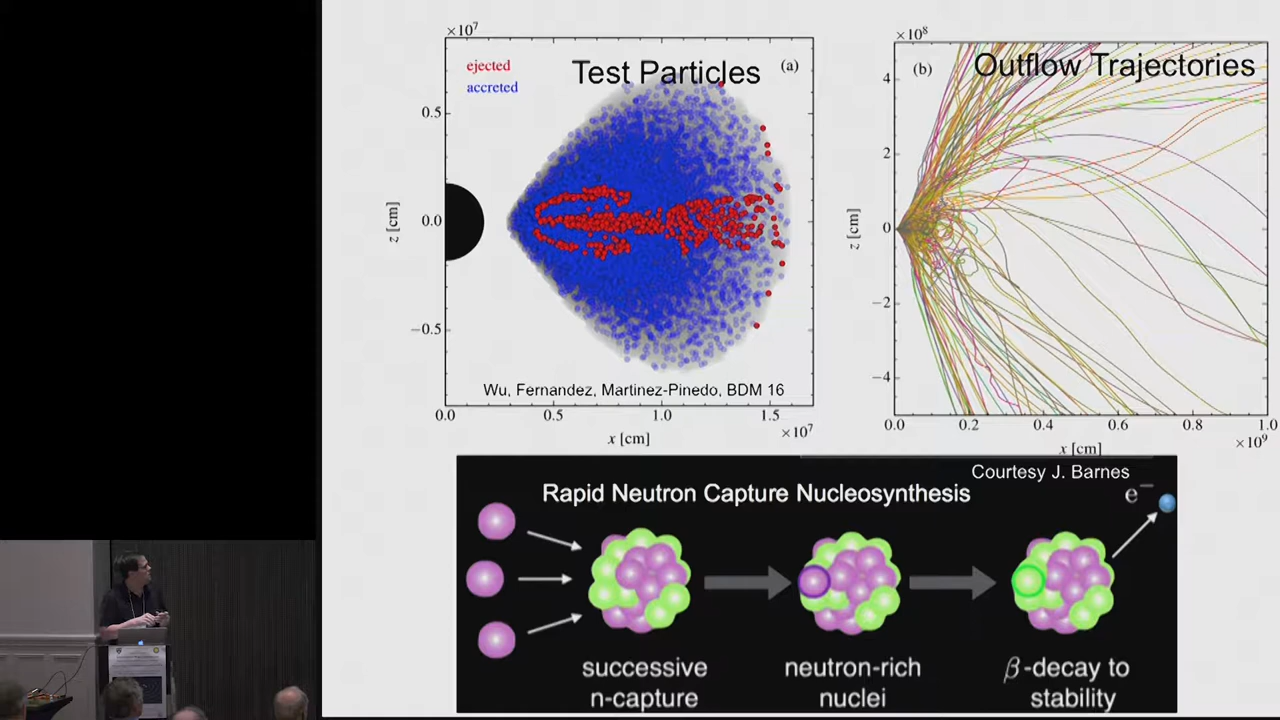 ×10⁷
ejected
accreted
Test Particles
(a)
0.5
0.0
−0.5
z [cm]
Wu, Fernandez, Martinez-Pinedo, BDM 16
0.0
0.5
1.0
1.5
×10⁷
x [cm]
×10⁸
(b)
Outflow Trajectories
4
2
0
−2
−4
z [cm]
0.0
0.2
0.4
0.6
0.8
1.0
×10⁹
x [cm]
Courtesy J. Barnes
Rapid Neutron Capture Nucleosynthesis
e⁻
successive
n-capture
neutron-rich
nuclei
β-decay to
stability